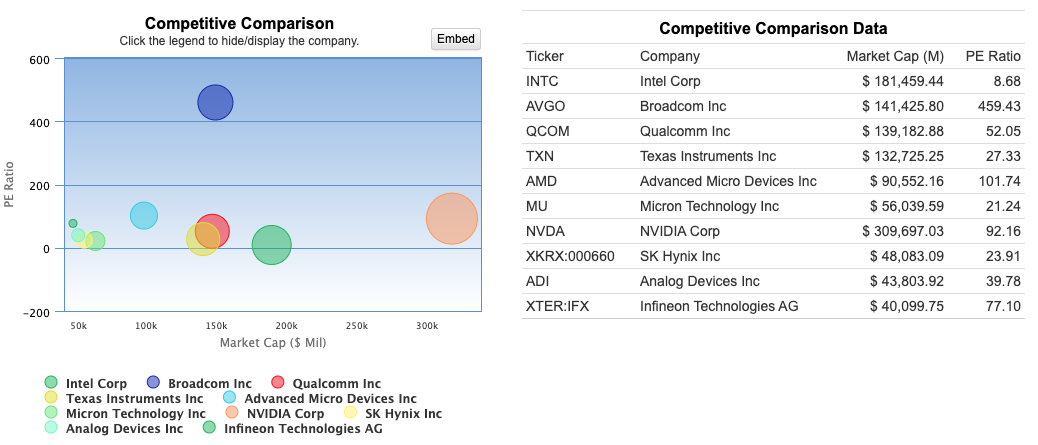 Competitive Comparison
Click the legend to hide/display the company.
Embed
600
400
200
0
−200
PE Ratio
50k 100k 150k 200k 250k 300k
Market Cap ($ Mil)
Intel Corp Broadcom Inc Qualcomm Inc
Texas Instruments Inc Advanced Micro Devices Inc
Micron Technology Inc NVIDIA Corp SK Hynix Inc
Analog Devices Inc Infineon Technologies AG
Competitive Comparison Data
Ticker Company Market Cap (M) PE Ratio
INTC Intel Corp $ 181,459.44 8.68
AVGO Broadcom Inc $ 141,425.80 459.43
QCOM Qualcomm Inc $ 139,182.88 52.05
TXN Texas Instruments Inc $ 132,725.25 27.33
AMD Advanced Micro Devices Inc $ 90,552.16 101.74
MU Micron Technology Inc $ 56,039.59 21.24
NVDA NVIDIA Corp $ 309,697.03 92.16
XKRX:000660 SK Hynix Inc $ 48,083.09 23.91
ADI Analog Devices Inc $ 43,803.92 39.78
XTER:IFX Infineon Technologies AG $ 40,099.75 77.10